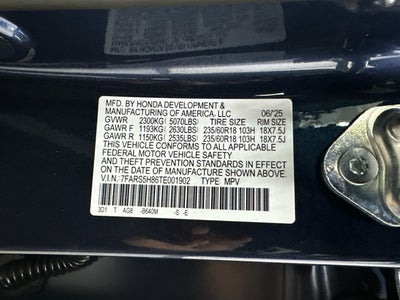 MFD. BY HONDA DEVELOPMENT &
MANUFACTURING OF AMERICA, LLC 06/25
GVWR 2300KG(5070LBS) TIRE SIZE RIM SIZE
GAWR F 1193KG(2630LBS)235/60R18 103H 18X7.5J
GAWR R 1150KG(2535LBS)235/60R18 103H 18X7.5J
THIS VEHICLE CONFORMS TO ALL APPLICABLE
FEDERAL MOTOR VEHICLE SAFETY
AND THEFT PREVENTION STANDARDS IN EFFECT
ON THE DATE OF MANUFACTURE SHOWN ABOVE.
V.I.N.: 7FARS5H86TE001902 TYPE: MPV
3D1 T AG8 -B640M -S -E